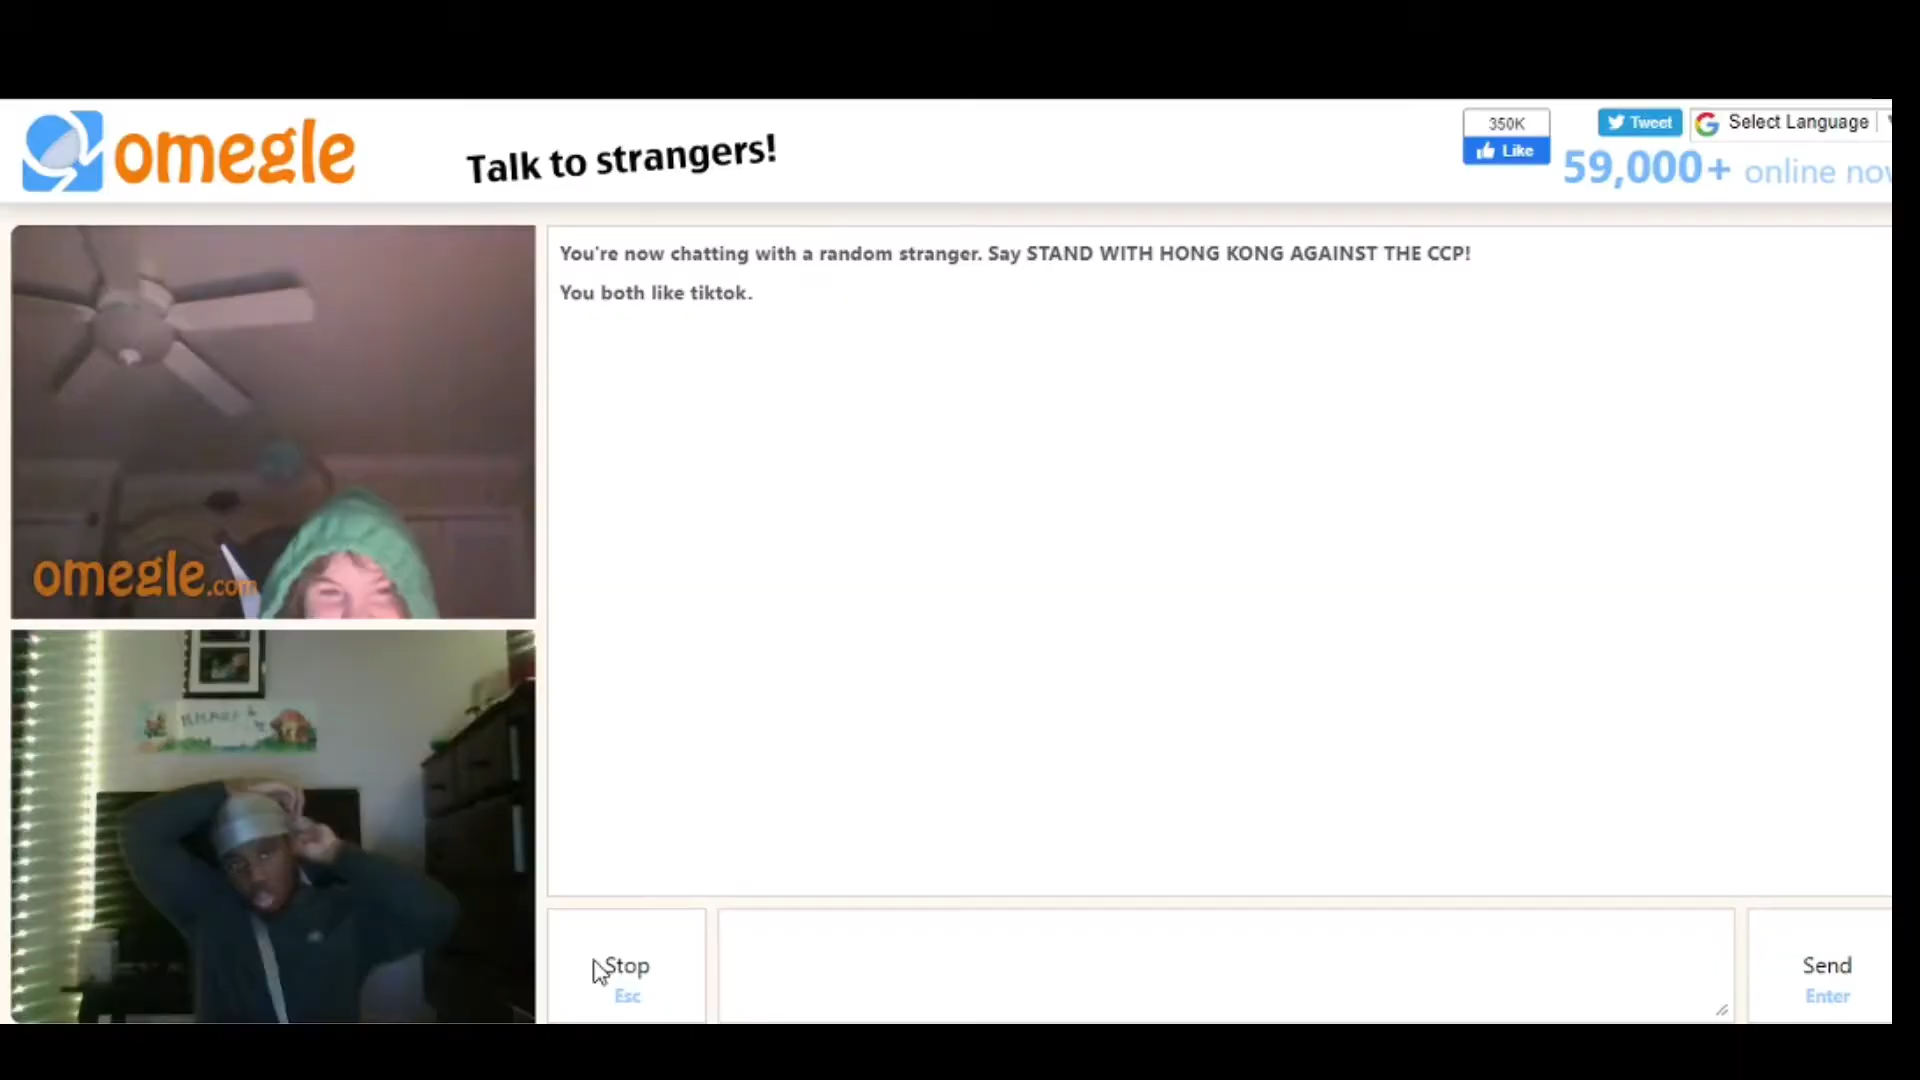 omegle
Talk to strangers!
350K
Like
Tweet
Select Language
59,000+ online now
You're now chatting with a random stranger. Say STAND WITH HONG KONG AGAINST THE CCP!
You both like tiktok.
omegle.com
Stop
Esc
Send
Enter